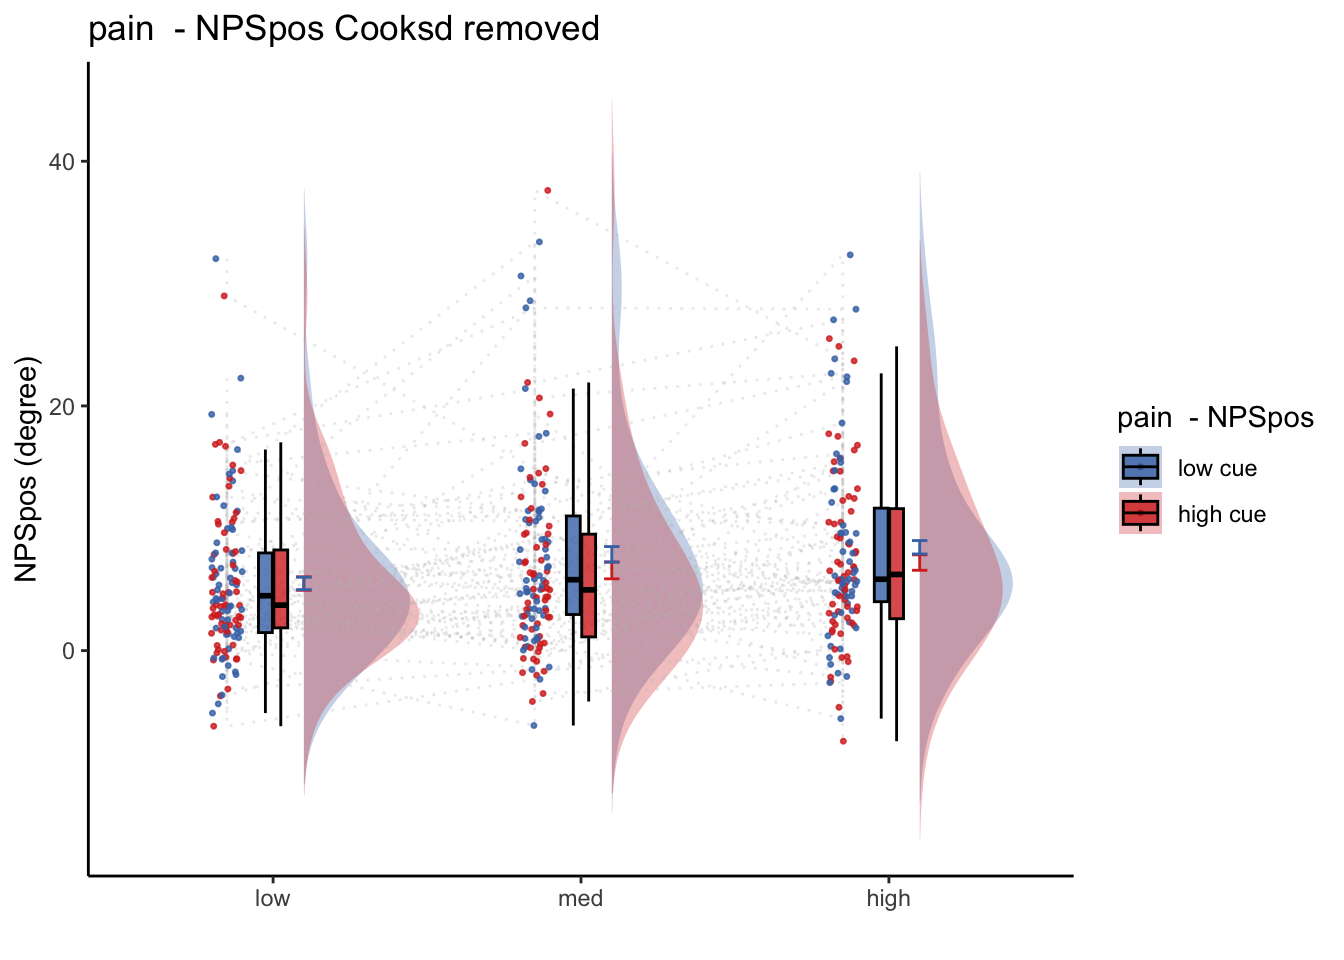 pain  - NPSpos Cooksd removed
NPSpos (degree)
40
20
0
low
med
high
pain  - NPSpos
low cue
high cue